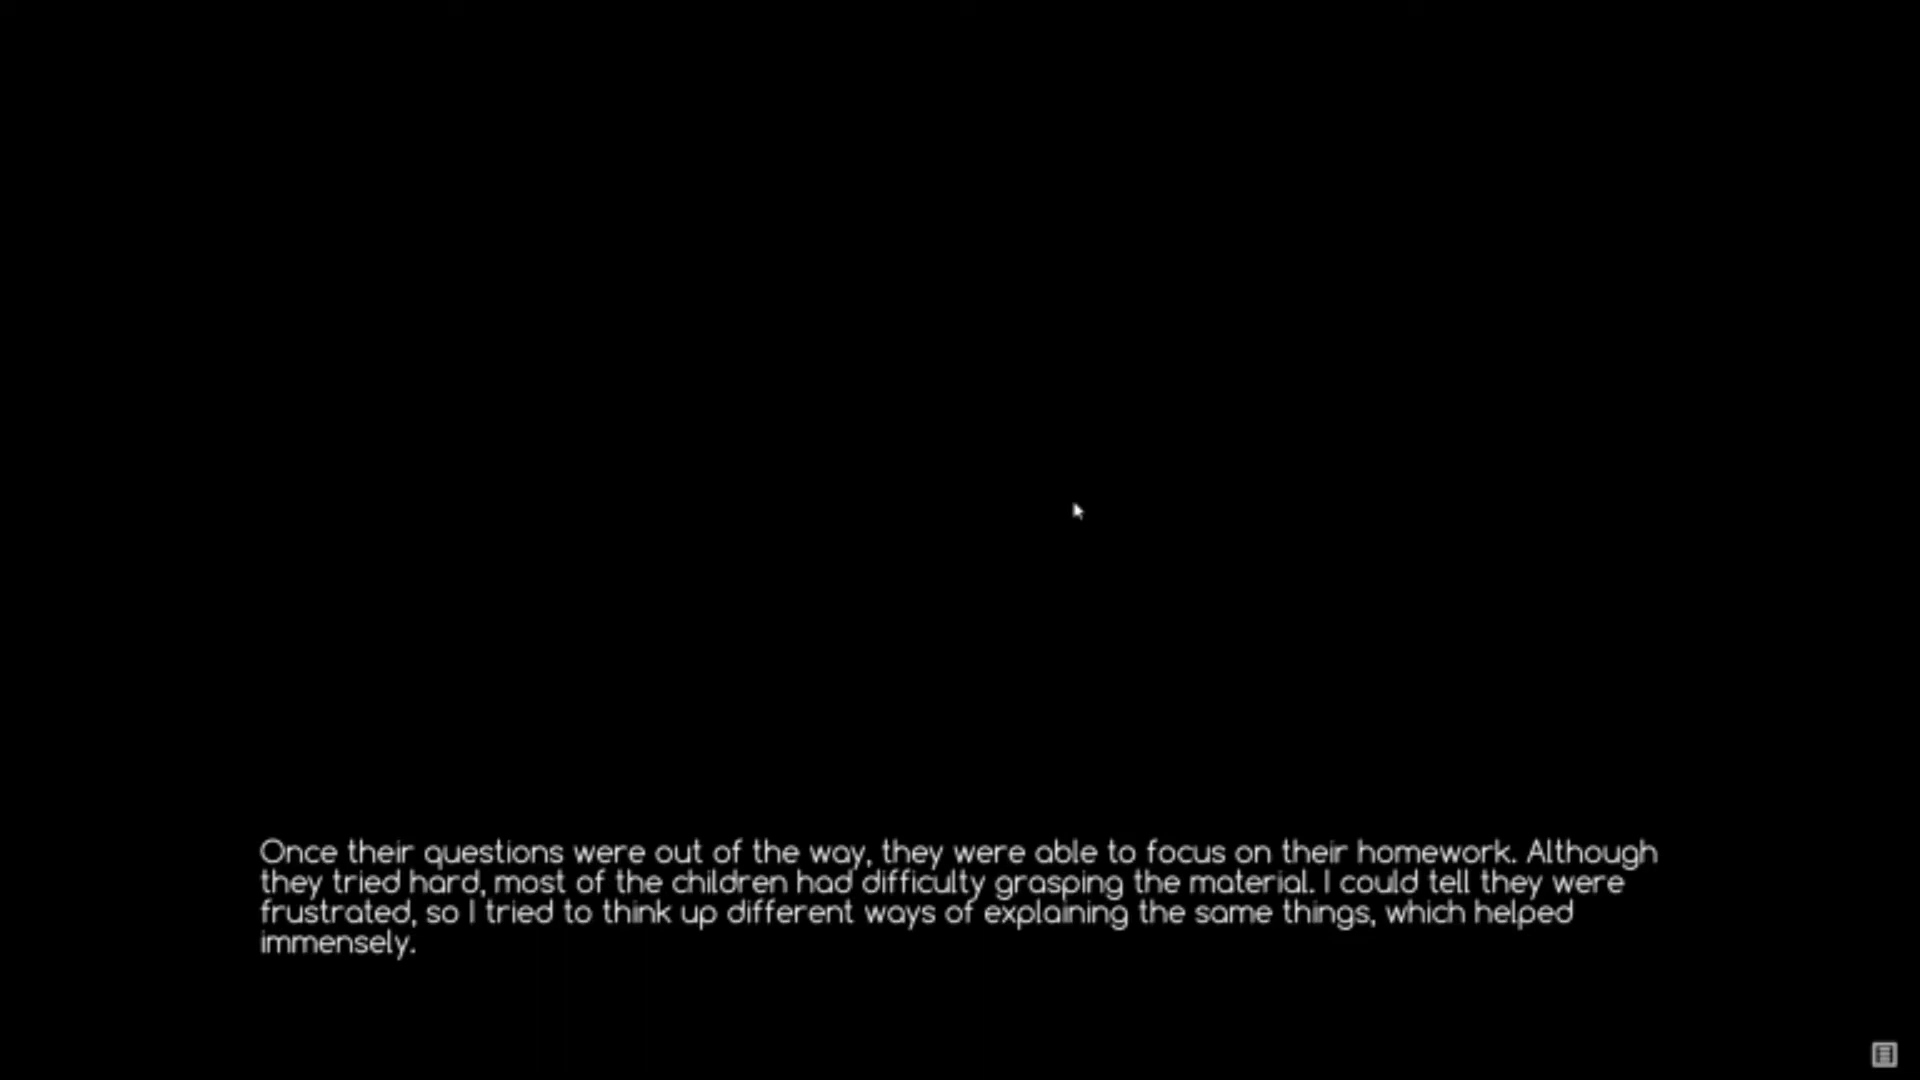 Once their questions were out of the way, they were able to focus on their homework. Although
they tried hard, most of the children had difficulty grasping the material. I could tell they were
frustrated, so I tried to think up different ways of explaining the same things, which helped
immensely.